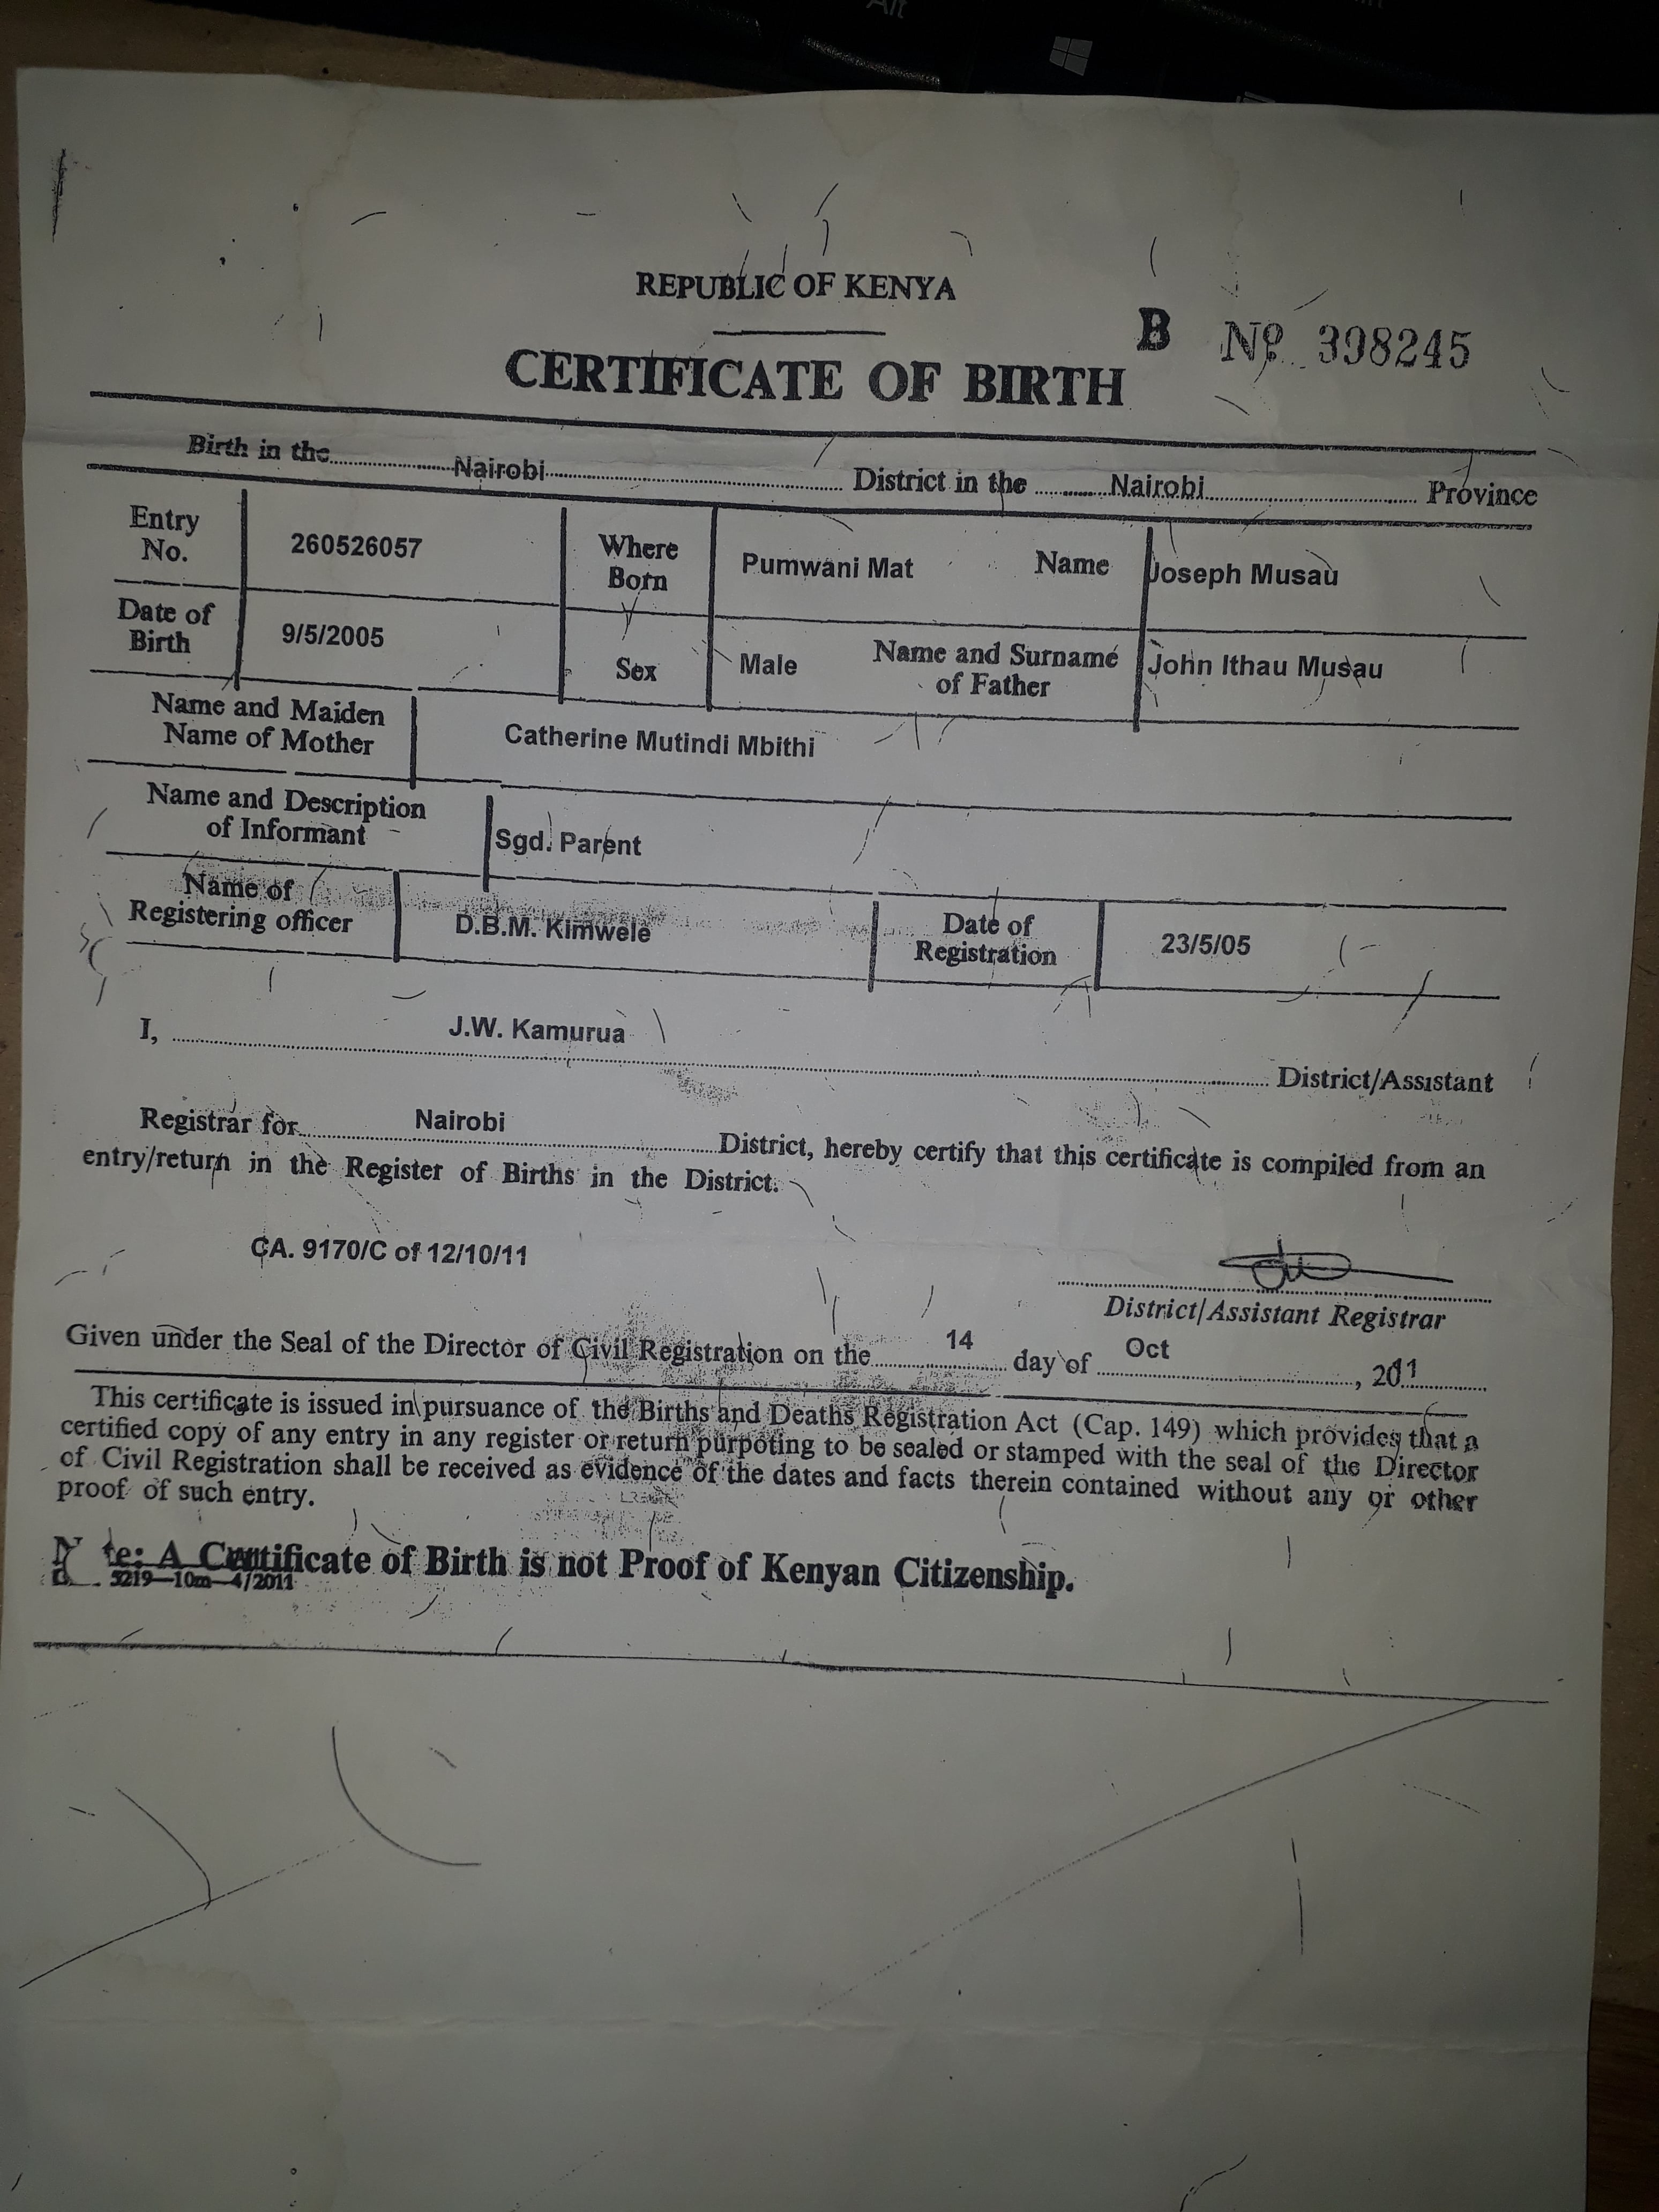 Alt
REPUBLIC OF KENYA
B Nº 398245
CERTIFICATE OF BIRTH
Birth in the Nairobi District in the Nairobi Province
Entry No. 260526057 Where Born Pumwani Mat Name Joseph Musau
Date of Birth 9/5/2005 Sex Male Name and Surname of Father John Ithau Musau
Name and Maiden Name of Mother Catherine Mutindi Mbithi
Name and Description of Informant Sgd. Parent
Name of Registering officer D.B.M. Kimwele Date of Registration 23/5/05
I, J.W. Kamurua District/Assistant
Registrar for Nairobi District, hereby certify that this certificate is compiled from an
entry/return in the Register of Births in the District.
CA. 9170/C of 12/10/11
District/Assistant Registrar
Given under the Seal of the Director of Civil Registration on the 14 day of Oct, 2011
This certificate is issued in pursuance of the Births and Deaths Registration Act (Cap. 149) which provides that a
certified copy of any entry in any register or return purpoting to be sealed or stamped with the seal of the Director
of Civil Registration shall be received as evidence of the dates and facts therein contained without any or other
proof of such entry.
te: A Certificate of Birth is not Proof of Kenyan Citizenship.
5219—10m—4/2011